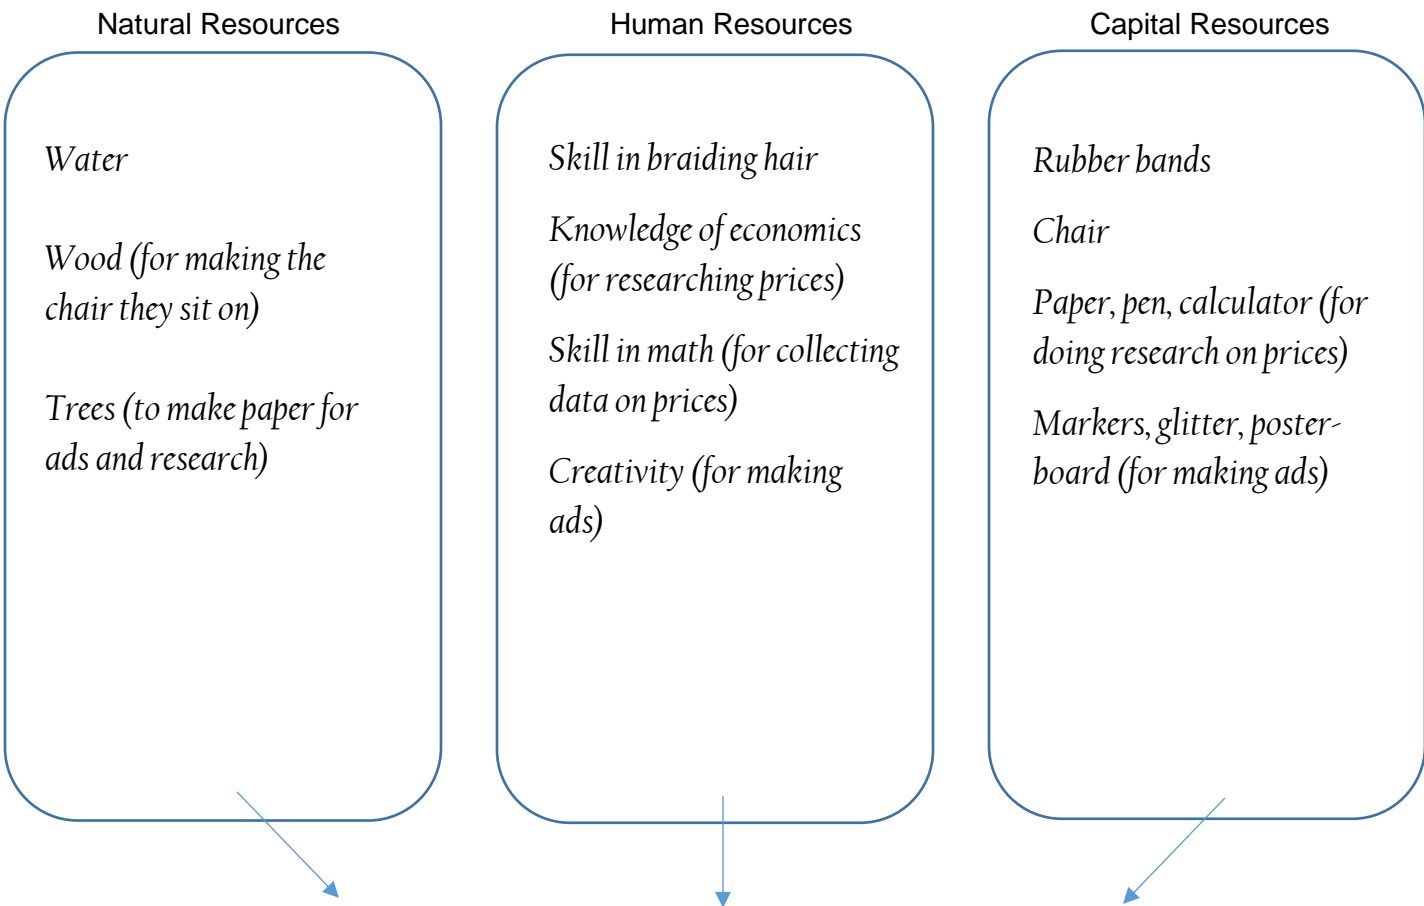 Natural Resources
Human Resources
Capital Resources
Water
Wood (for making the
chair they sit on)
Trees (to make paper for
ads and research)
Skill in braiding hair
Knowledge of economics
(for researching prices)
Skill in math (for collecting
data on prices)
Creativity (for making
ads)
Rubber bands
Chair
Paper, pen, calculator (for
doing research on prices)
Markers, glitter, poster-
board (for making ads)